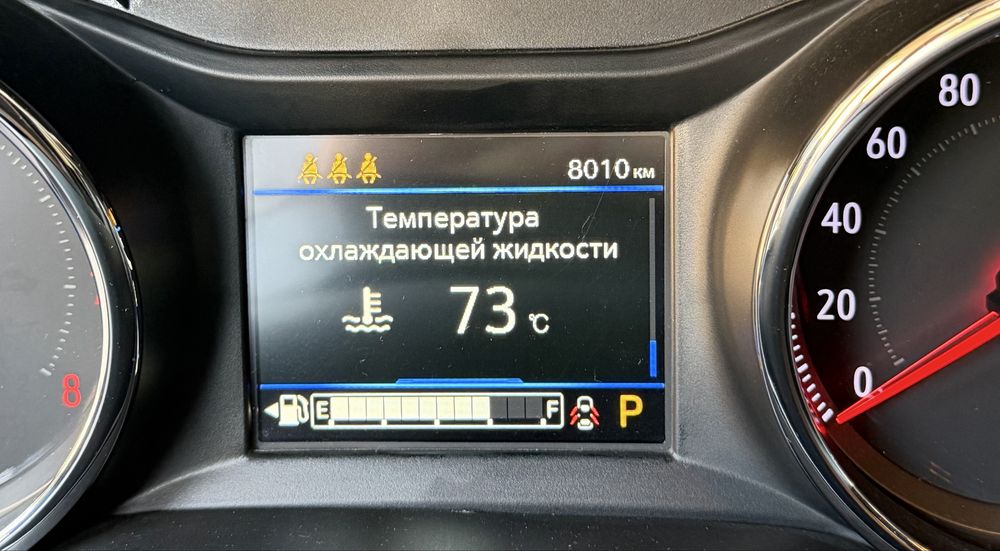 8010 км
Температура
охлаждающей жидкости
73 °C
E F P
8
80
60
40
20
0